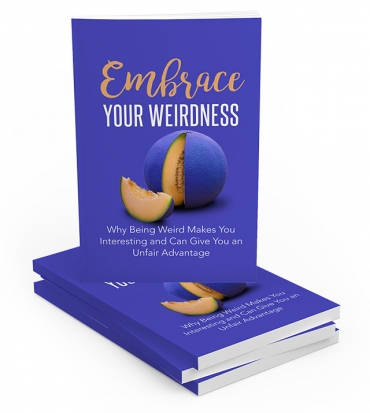 Embrace
YOUR WEIRDNESS
Why Being Weird Makes You
Interesting and Can Give You an
Unfair Advantage
YOU
Why Being Weird Makes You
Interesting and Can Give You an
Unfair Advantage